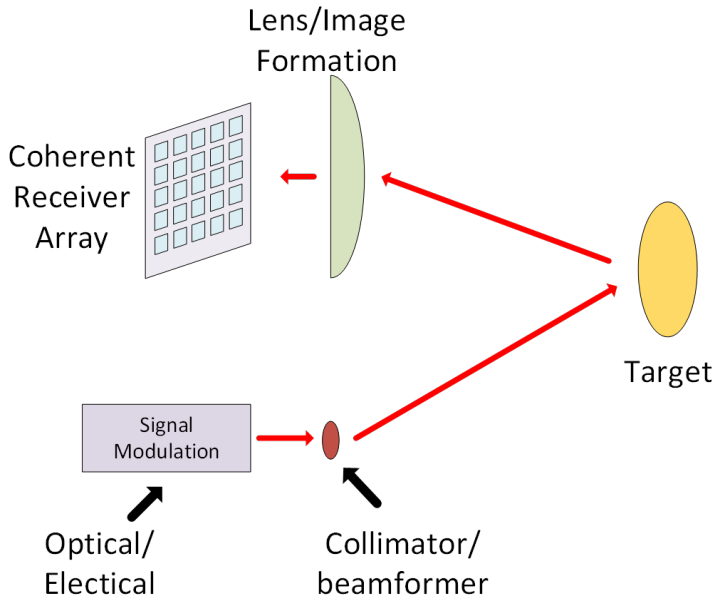 Lens/Image
Formation
Coherent
Receiver
Array
Target
Signal
Modulation
Optical/
Electical
Collimator/
beamformer